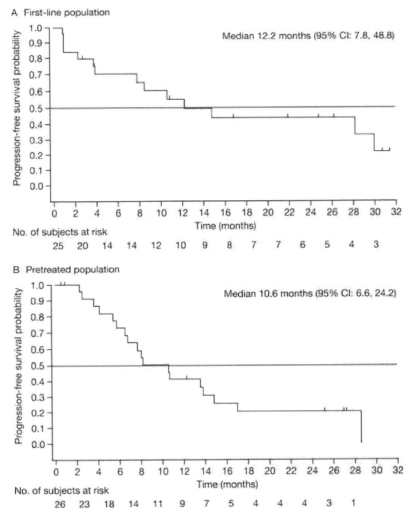 A First-line population
Median 12.2 months (95% CI: 7.8, 48.8)
Progression-free survival probability
1.0
0.9
0.8
0.7
0.6
0.5
0.4
0.3
0.2
0.1
0.0
0 2 4 6 8 10 12 14 16 18 20 22 24 26 28 30 32
Time (months)
No. of subjects at risk
25 20 14 14 12 10 9 8 7 7 6 5 4 3
B Pretreated population
Median 10.6 months (95% CI: 6.6, 24.2)
Progression-free survival probability
1.0
0.9
0.8
0.7
0.6
0.5
0.4
0.3
0.2
0.1
0.0
0 2 4 6 8 10 12 14 16 18 20 22 24 26 28 30 32
Time (months)
No. of subjects at risk
26 23 18 14 11 9 7 5 4 4 4 3 1